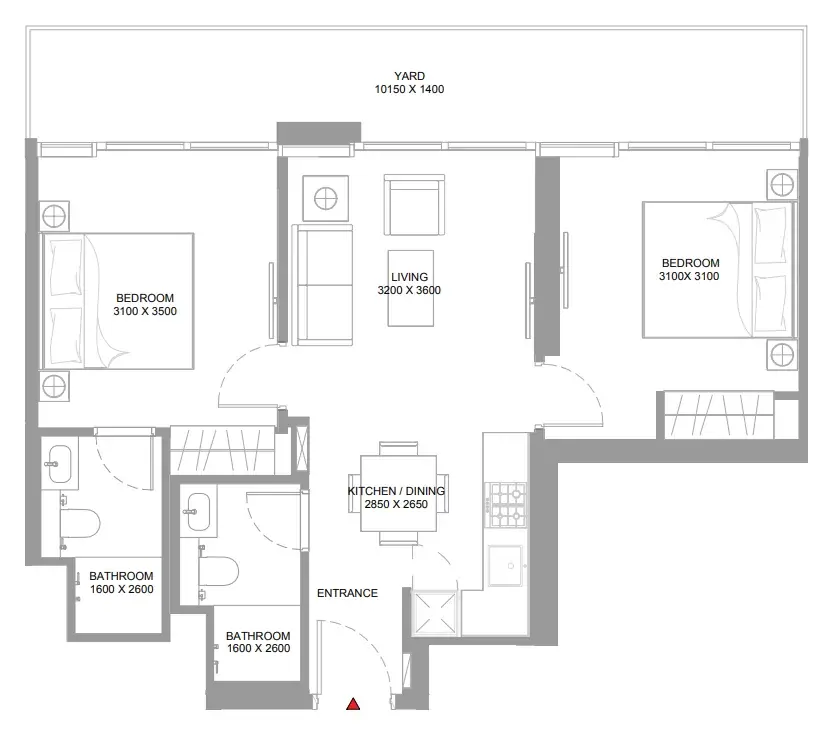 YARD
10150 X 1400
BEDROOM
3100 X 3500
LIVING
3200 X 3600
BEDROOM
3100X 3100
KITCHEN / DINING
2850 X 2650
BATHROOM
1600 X 2600
ENTRANCE
BATHROOM
1600 X 2600